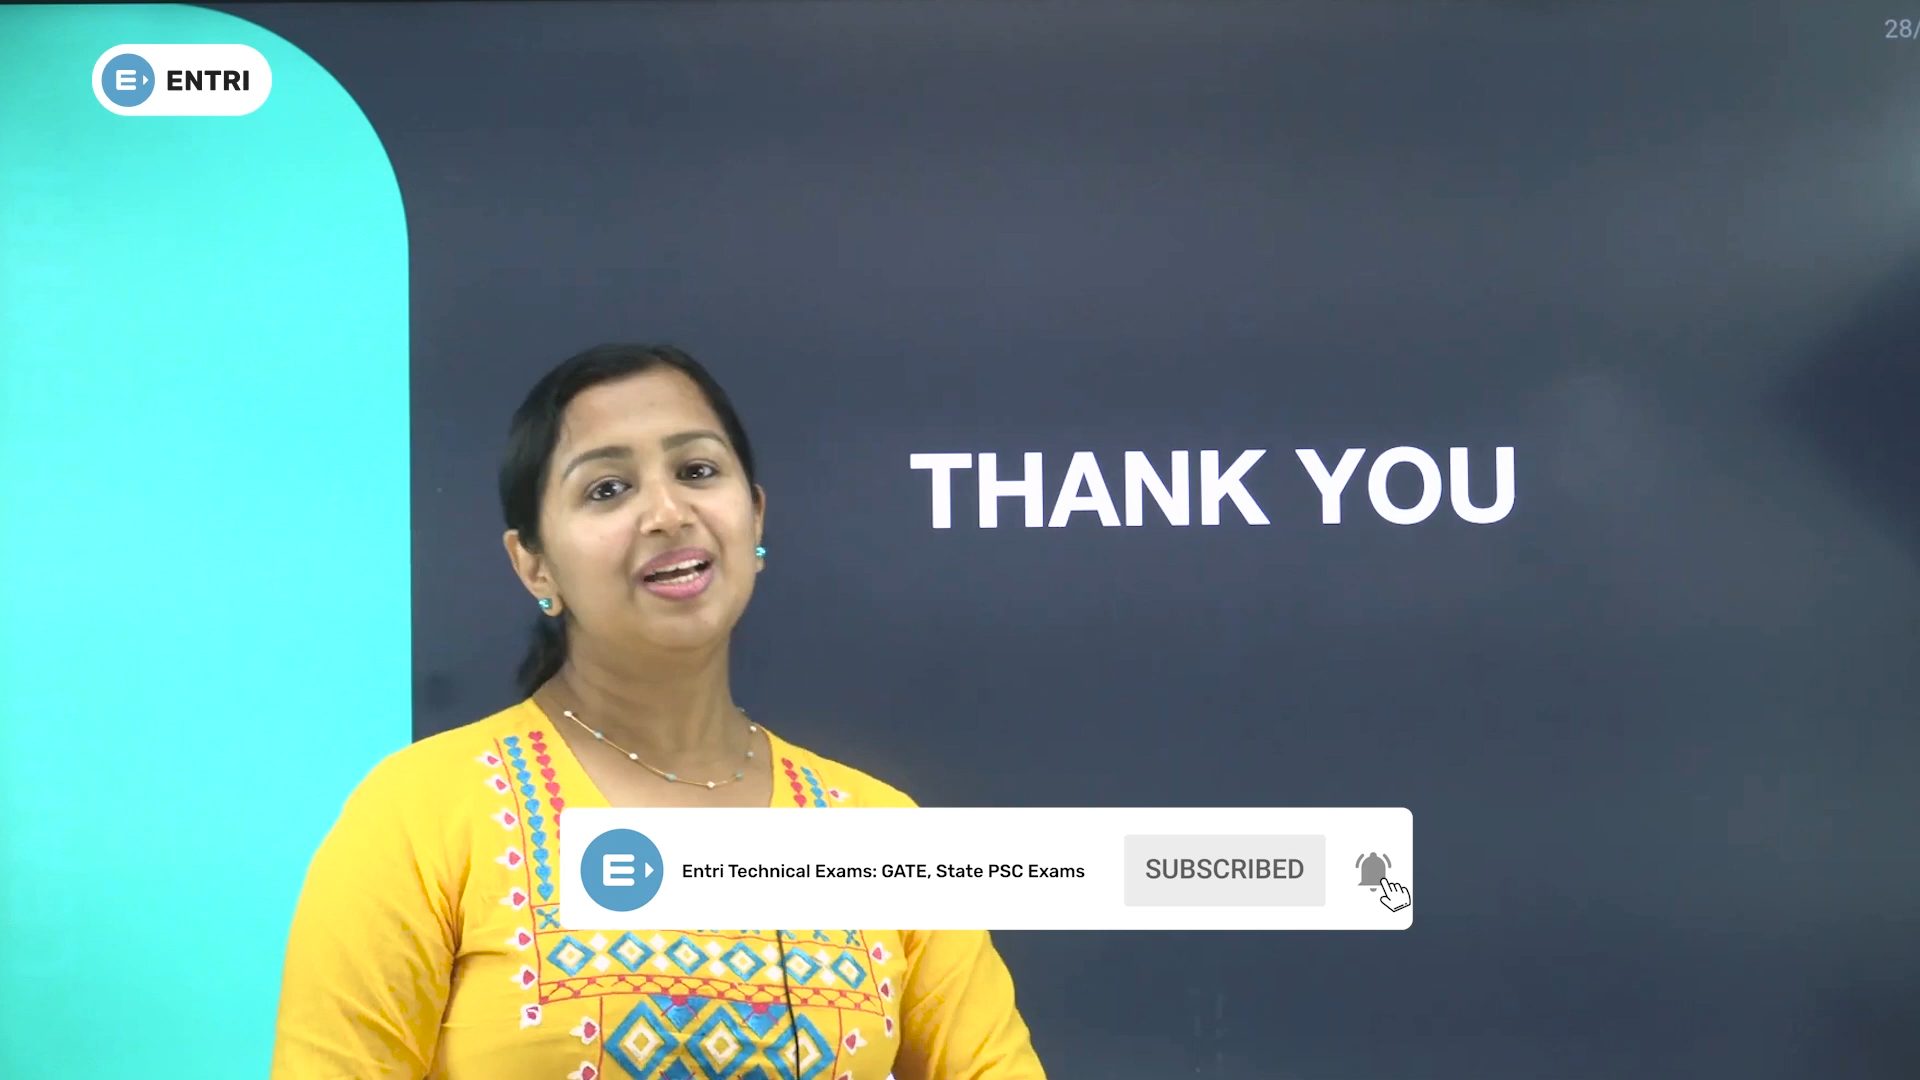 28/
ENTRI
THANK YOU
Entri Technical Exams: GATE, State PSC Exams
SUBSCRIBED